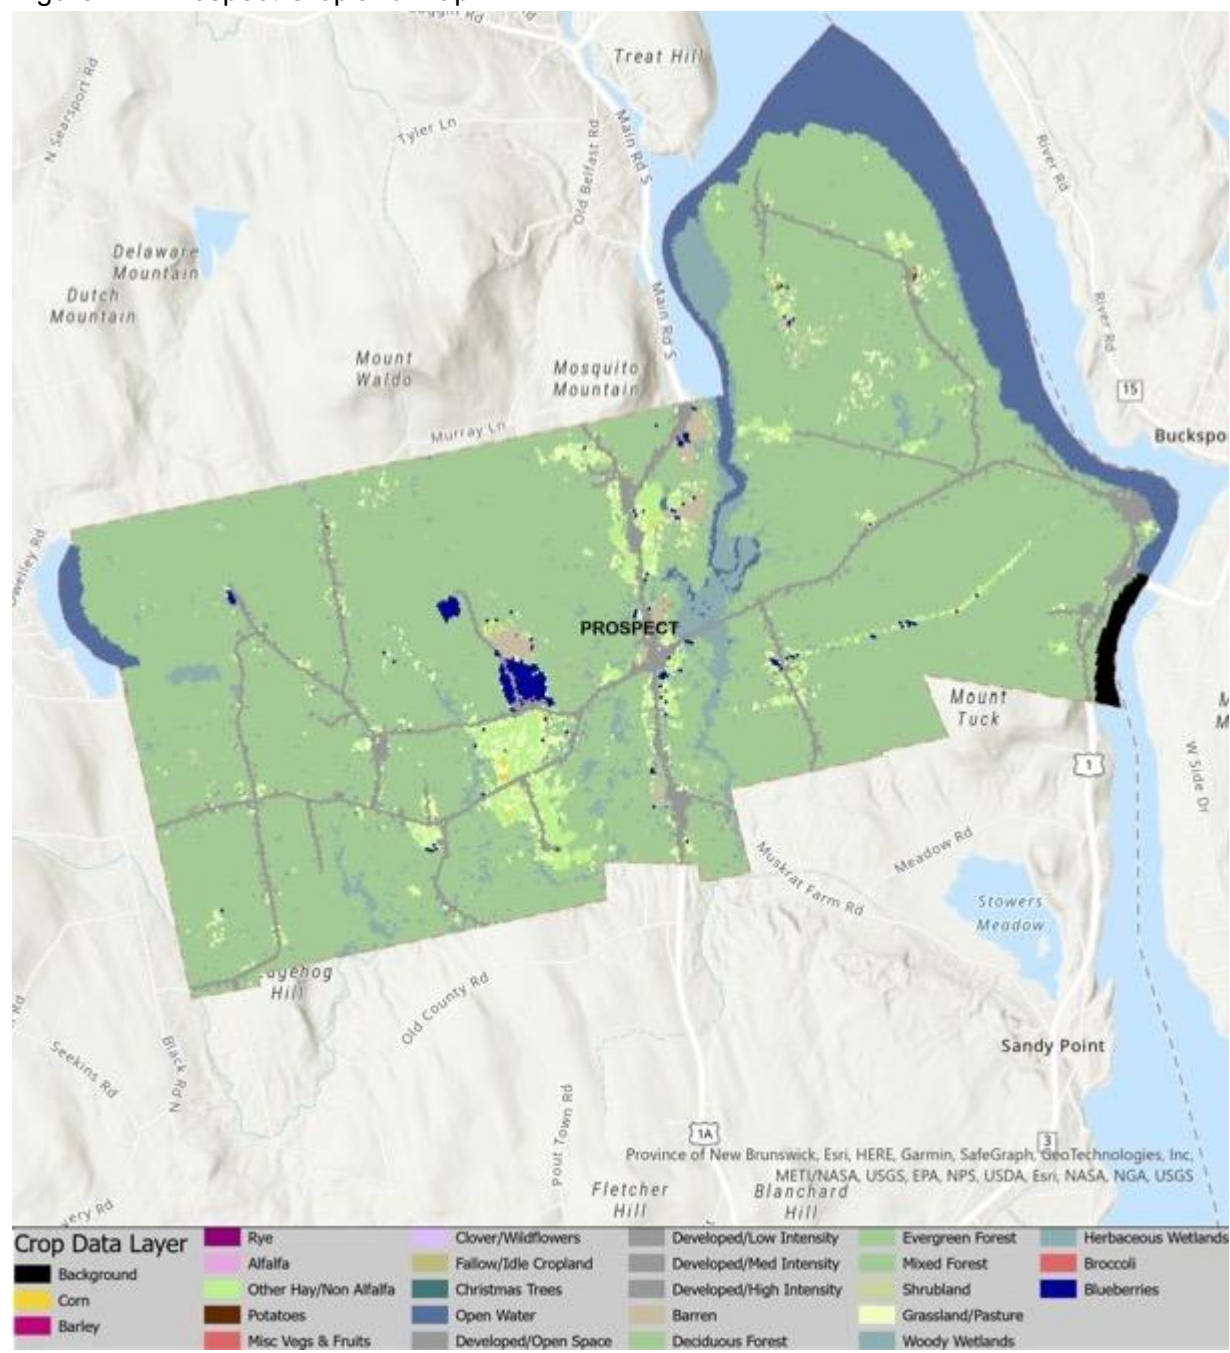 Treat Hill
N Searsport Rd
Tyler Ln
Old Belfast Rd
Main Rd S
River Rd
Delaware
Mountain
Dutch
Mountain
Mount
Waldo
Mosquito
Mountain
Main Rd S
River Rd
15
Murray Ln
Buckspo
PROSPECT
Mount
Tuck
1
W Side Dr
Muskrat Farm Rd
Meadow Rd
Stowers
Meadow
Hill
Old County Rd
Rd
Seekins Rd
Black Rd N
Sandy Point
Pout Town Rd
1A
3
Province of New Brunswick, Esri, HERE, Garmin, SafeGraph, GeoTechnologies, Inc,
METI/NASA, USGS, EPA, NPS, USDA, Esri, NASA, NGA, USGS
Fletcher
Hill
Blanchard
Hill
very Rd
Crop Data Layer
Background
Corn
Barley
Rye
Alfalfa
Other Hay/Non Alfalfa
Potatoes
Misc Vegs & Fruits
Clover/Wildflowers
Fallow/Idle Cropland
Christmas Trees
Open Water
Developed/Open Space
Developed/Low Intensity
Developed/Med Intensity
Developed/High Intensity
Barren
Deciduous Forest
Evergreen Forest
Mixed Forest
Shrubland
Grassland/Pasture
Woody Wetlands
Herbaceous Wetlands
Broccoli
Blueberries